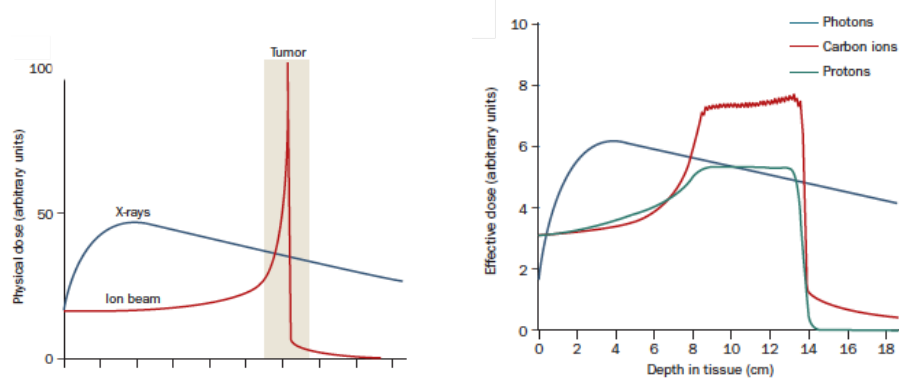 Tumor
100
50
0
Physical dose (arbitrary units)
X-rays
Ion beam
10
8
6
4
2
0
Effective dose (arbitrary units)
Photons
Carbon ions
Protons
0 2 4 6 8 10 12 14 16 18
Depth in tissue (cm)